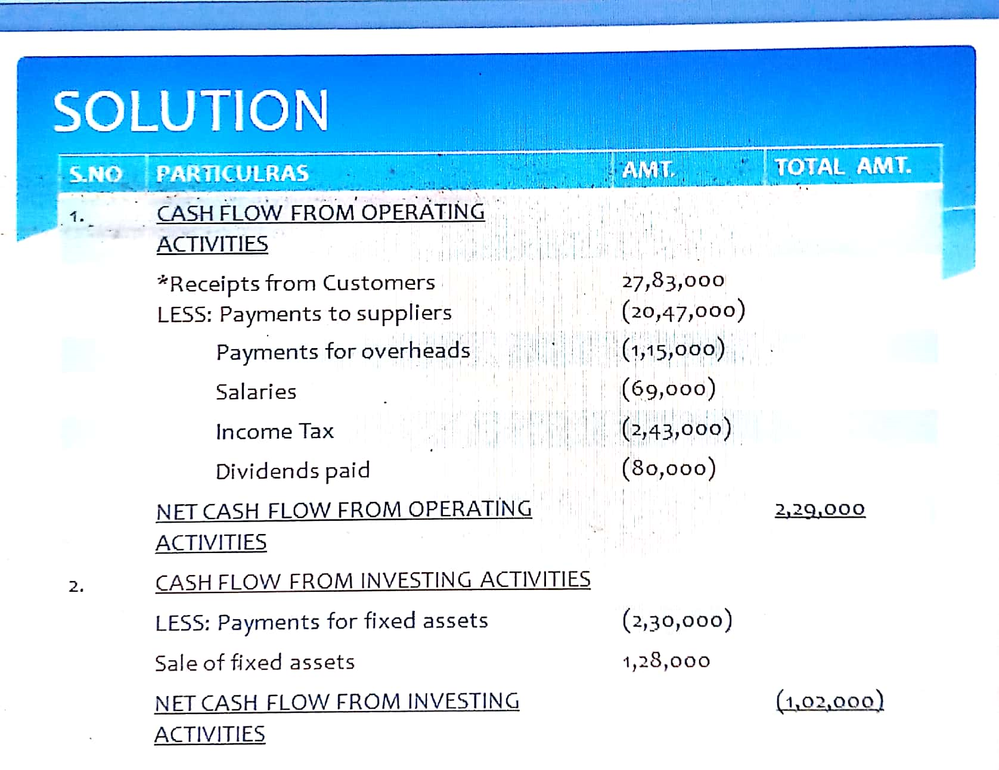 SOLUTION
S.NO PARTICULRAS AMT. TOTAL AMT.
1. CASH FLOW FROM OPERATING
ACTIVITIES
*Receipts from Customers 27,83,000
LESS: Payments to suppliers (20,47,000)
Payments for overheads (1,15,000)
Salaries (69,000)
Income Tax (2,43,000)
Dividends paid (80,000)
NET CASH FLOW FROM OPERATING 2,29,000
ACTIVITIES
2. CASH FLOW FROM INVESTING ACTIVITIES
LESS: Payments for fixed assets (2,30,000)
Sale of fixed assets 1,28,000
NET CASH FLOW FROM INVESTING (1,02,000)
ACTIVITIES